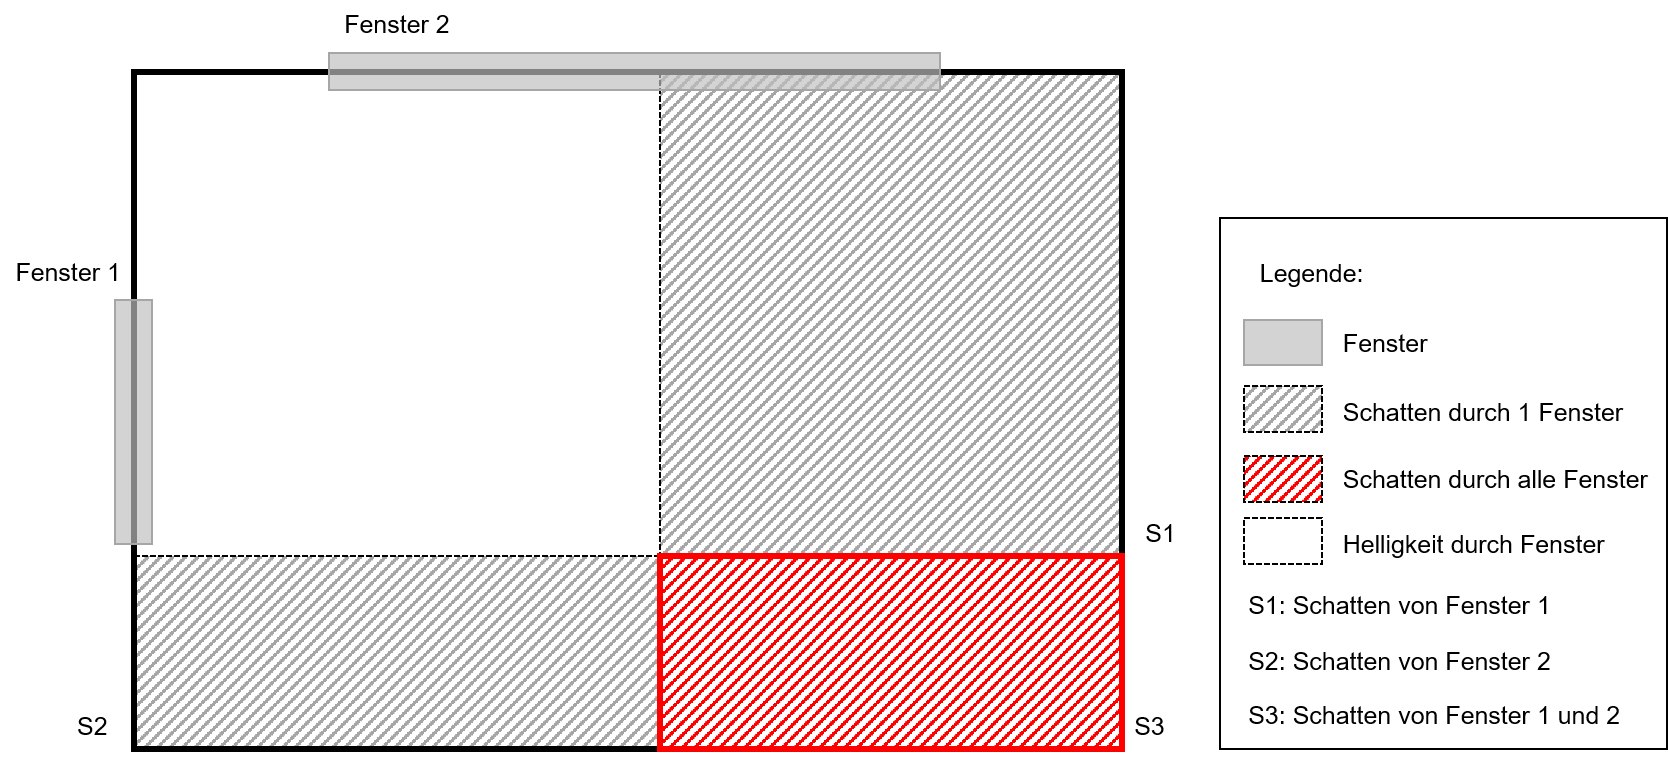 Fenster 2
Fenster 1
S1
S2
S3
Legende:
Fenster
Schatten durch 1 Fenster
Schatten durch alle Fenster
Helligkeit durch Fenster
S1: Schatten von Fenster 1
S2: Schatten von Fenster 2
S3: Schatten von Fenster 1 und 2